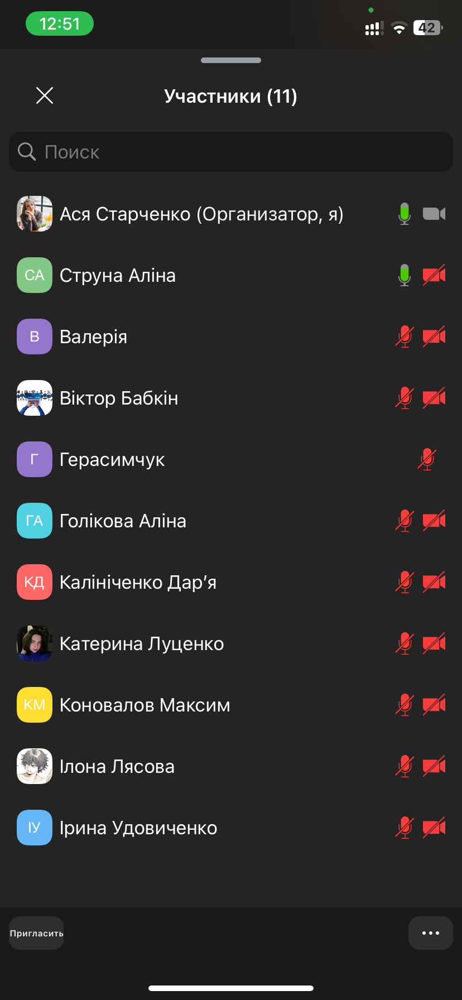 12:51
42
Участники (11)
Поиск
Ася Старченко (Организатор, я)
СА Струна Аліна
В Валерія
Віктор Бабкін
Г Герасимчук
ГА Голікова Аліна
КД Калініченко Дар’я
Катерина Луценко
КМ Коновалов Максим
Ілона Лясова
ІУ Ірина Удовиченко
Пригласить